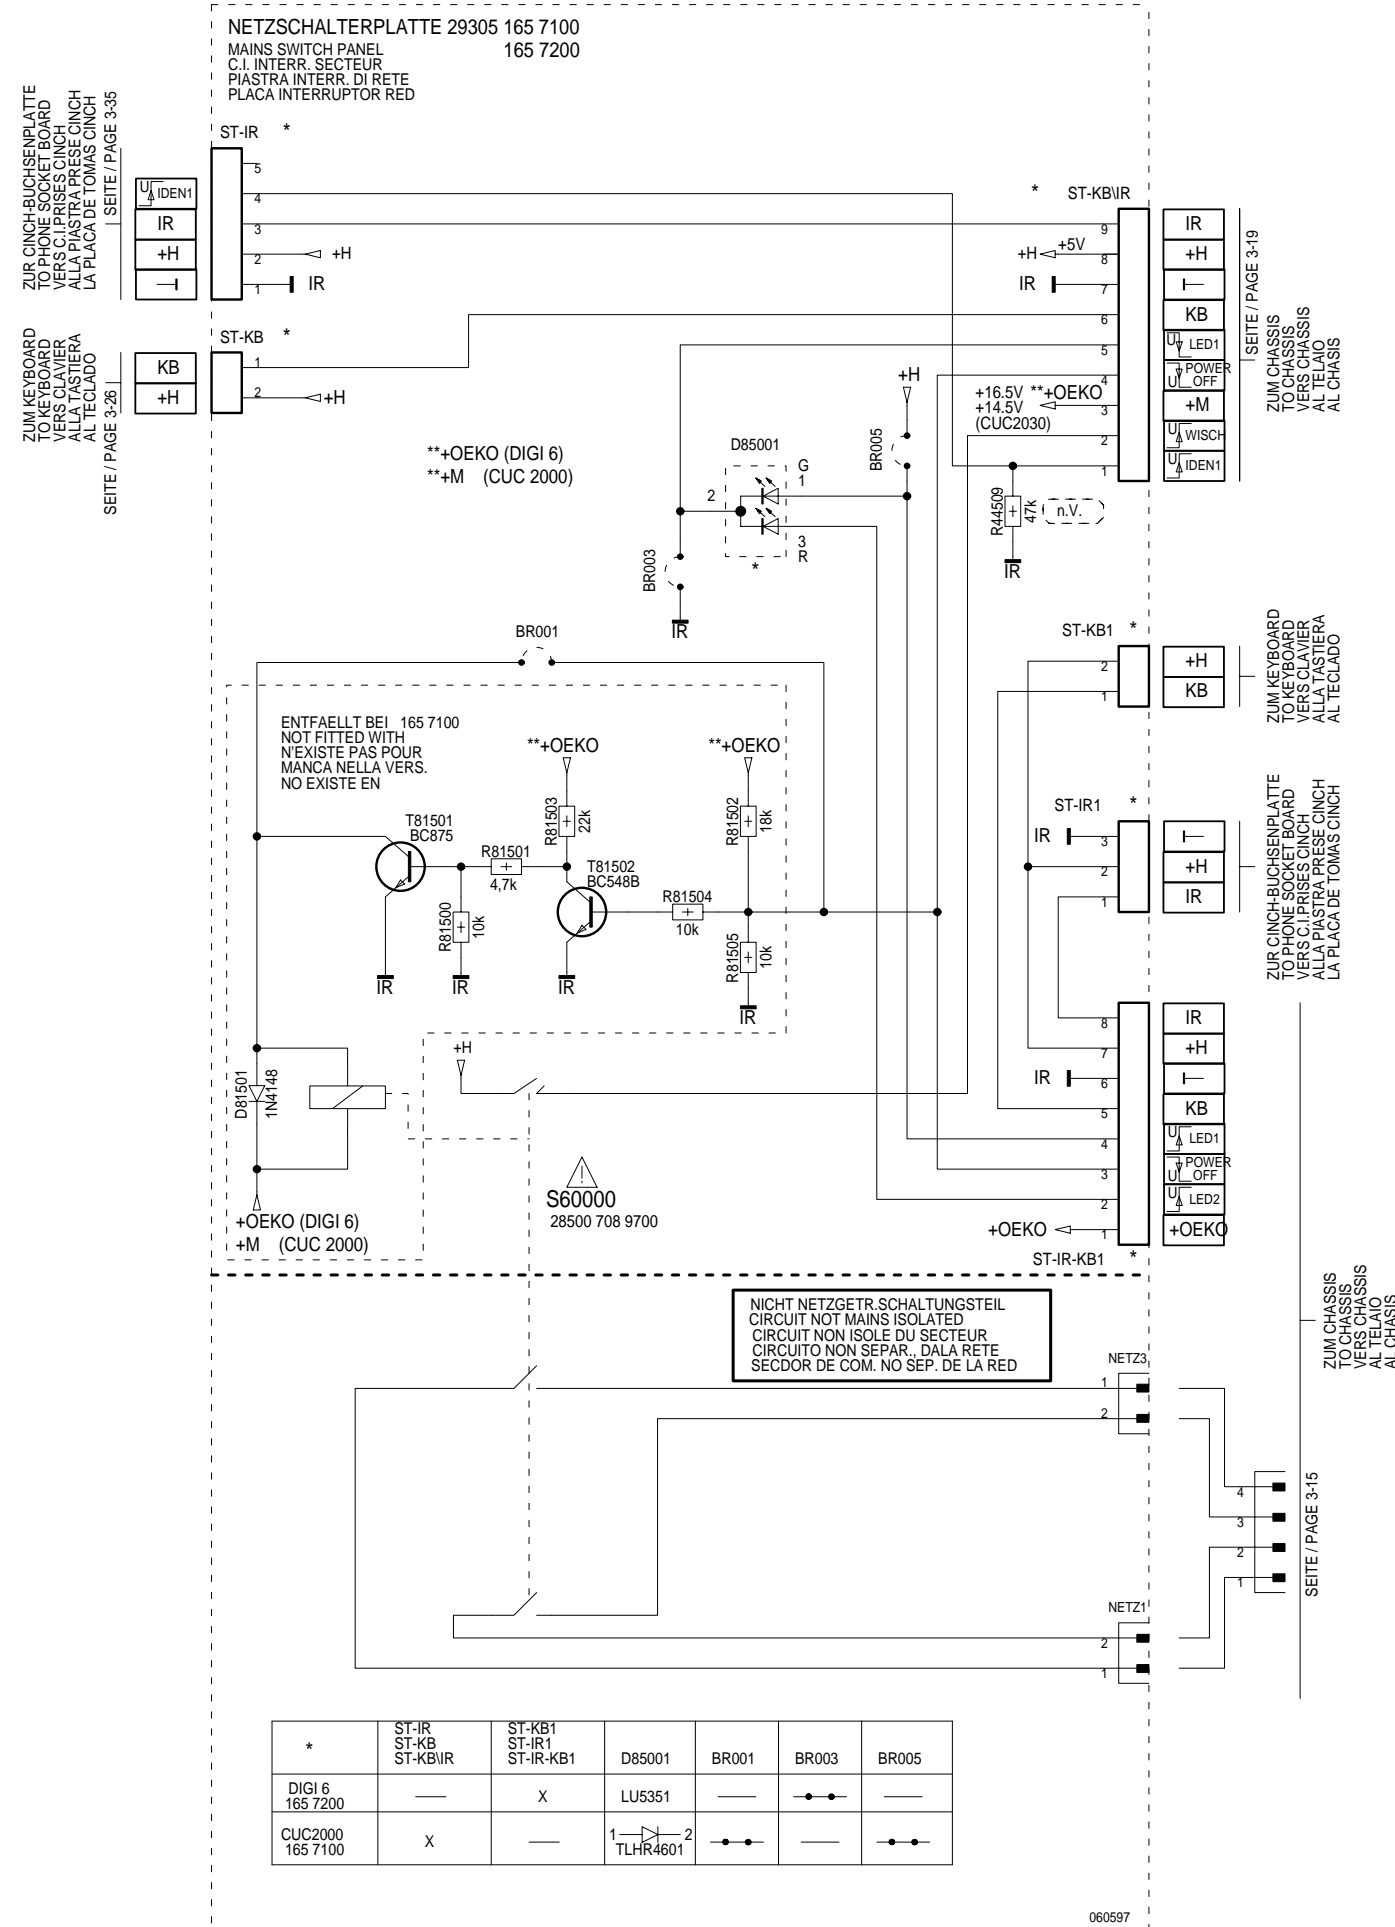 NETZSCHALTERPLATTE 29305 165 7100
165 7200
MAINS SWITCH PANEL
C.I. INTERR. SECTEUR
PIASTRA INTERR. DI RETE
PLACA INTERRUPTOR RED
ZUR CINCH-BUCHSENPLATTE
TO PHONE SOCKET BOARD
VERS C.I.PRISES CINCH
ALLA PIASTRA PRESE CINCH
LA PLACA DE TOMAS CINCH
SEITE / PAGE 3-35
ST-IR *
U IDEN1
IR
+H
5
4
3
2
1
+H
IR
ZUM KEYBOARD
TO KEYBOARD
VERS CLAVIER
ALLA TASTIERA
AL TECLADO
SEITE / PAGE 3-26
ST-KB *
KB
+H
1
2
+H
* ST-KB\IR
9
8
7
6
5
4
3
2
1
+H +5V
IR
+16.5V **+OEKO
+14.5V
(CUC2030)
IR
+H
KB
U LED1
U POWER OFF
+M
U WISCH
U IDEN1
SEITE / PAGE 3-19
ZUM CHASSIS
TO CHASSIS
VERS CHASSIS
AL TELAIO
AL CHASIS
**+OEKO (DIGI 6)
**+M (CUC 2000)
+H
BR005
D85001
G
1
2
3
R
*
BR003
IR
R44509
47k
n.V.
IR
BR001
ST-KB1 *
2
1
+H
KB
ZUM KEYBOARD
TO KEYBOARD
VERS CLAVIER
ALLA TASTIERA
AL TECLADO
ENTFAELLT BEI 165 7100
NOT FITTED WITH
N'EXISTE PAS POUR
MANCA NELLA VERS.
NO EXISTE EN
**+OEKO
**+OEKO
R81503
22k
R81502
18k
T81501
BC875
R81501
4,7k
T81502
BC548B
R81504
10k
R81500
10k
R81505
10k
IR
IR
IR
IR
ST-IR1 *
IR
3
2
1
+H
IR
ZUR CINCH-BUCHSENPLATTE
TO PHONE SOCKET BOARD
VERS C.I.PRISES CINCH
ALLA PIASTRA PRESE CINCH
LA PLACA DE TOMAS CINCH
+H
D81501
1N4148
+OEKO (DIGI 6)
+M (CUC 2000)
S60000
28500 708 9700
8
7
6
5
4
3
2
1
IR
+OEKO
ST-IR-KB1 *
IR
+H
KB
U LED1
U POWER OFF
U LED2
+OEKO
ZUM CHASSIS
TO CHASSIS
VERS CHASSIS
AL TELAIO
AL CHASIS
NICHT NETZGETR.SCHALTUNGSTEIL
CIRCUIT NOT MAINS ISOLATED
CIRCUIT NON ISOLE DU SECTEUR
CIRCUITO NON SEPAR., DALA RETE
SECDOR DE COM. NO SEP. DE LA RED
NETZ3
1
2
4
3
2
1
SEITE / PAGE 3-15
NETZ1
2
1
* ST-IR ST-KB ST-KB\IR ST-KB1 ST-IR1 ST-IR-KB1 D85001 BR001 BR003 BR005
DIGI 6 165 7200 — X LU5351 — —
CUC2000 165 7100 X — 1 2 TLHR4601 —
060597